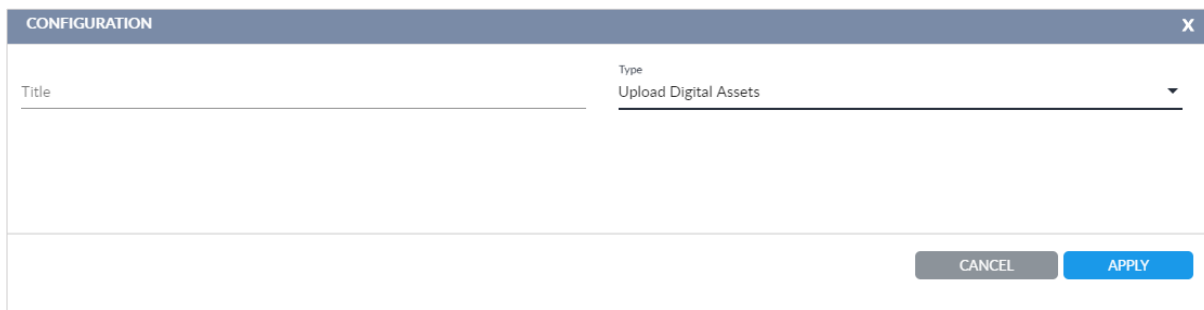 CONFIGURATION X
Type
Title Upload Digital Assets
CANCEL APPLY